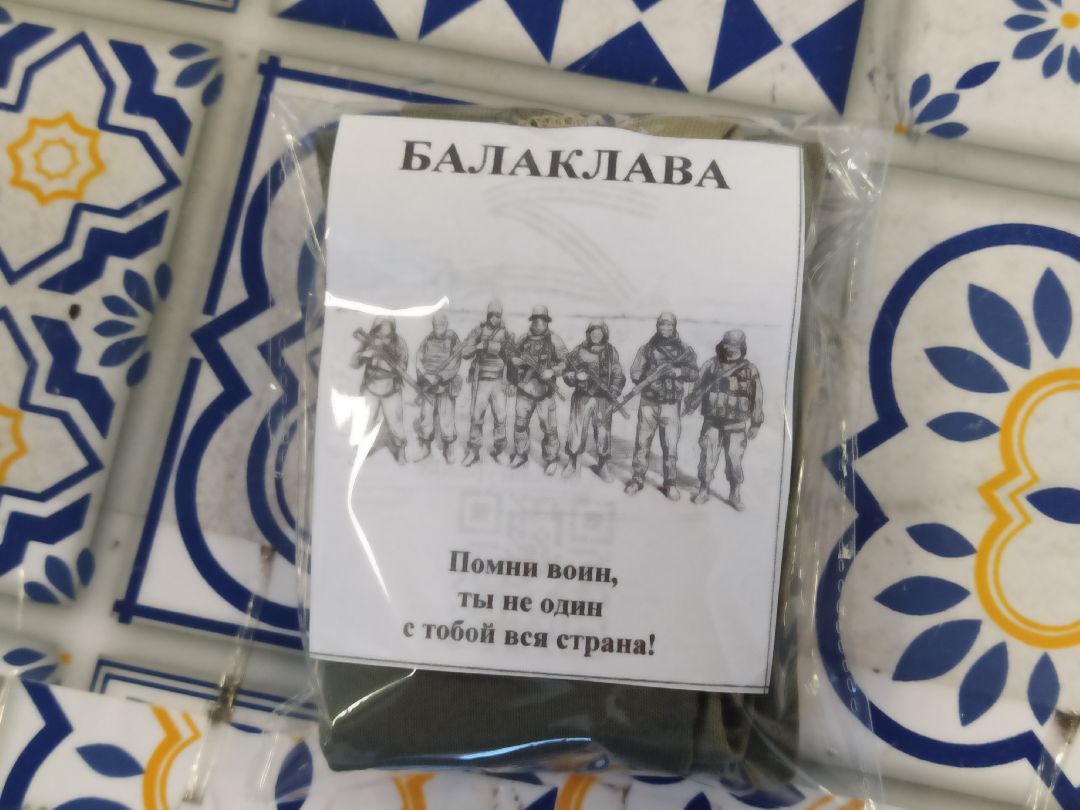 БАЛАКЛАВА
Помни воин,
ты не один
с тобой вся страна!